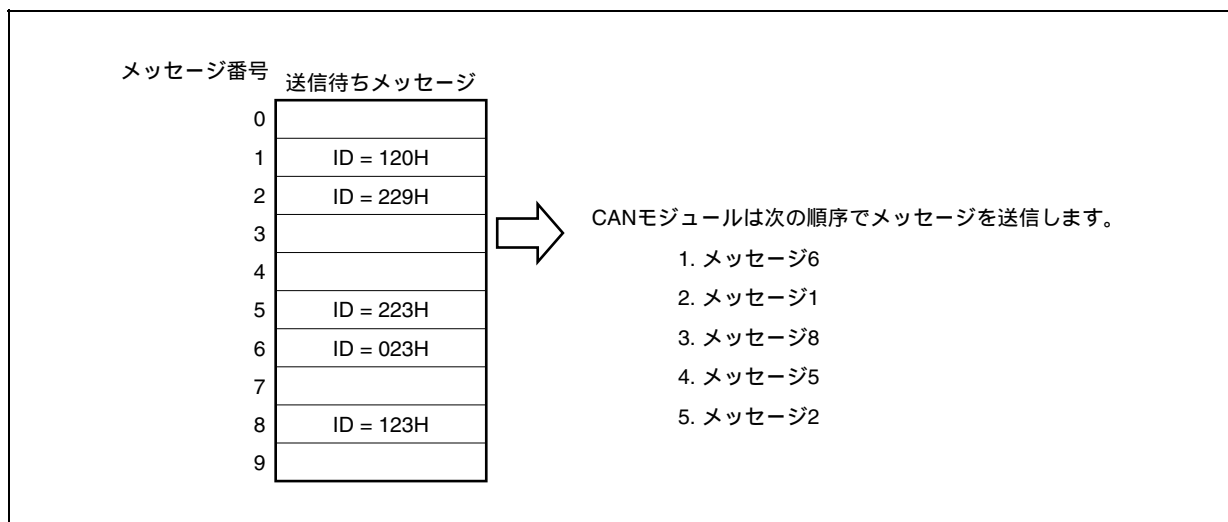 メッセージ番号
送信待ちメッセージ
0
1 ID = 120H
2 ID = 229H
3
4
5 ID = 223H
6 ID = 023H
7
8 ID = 123H
9
CANモジュールは次の順序でメッセージを送信します。
1. メッセージ6
2. メッセージ1
3. メッセージ8
4. メッセージ5
5. メッセージ2